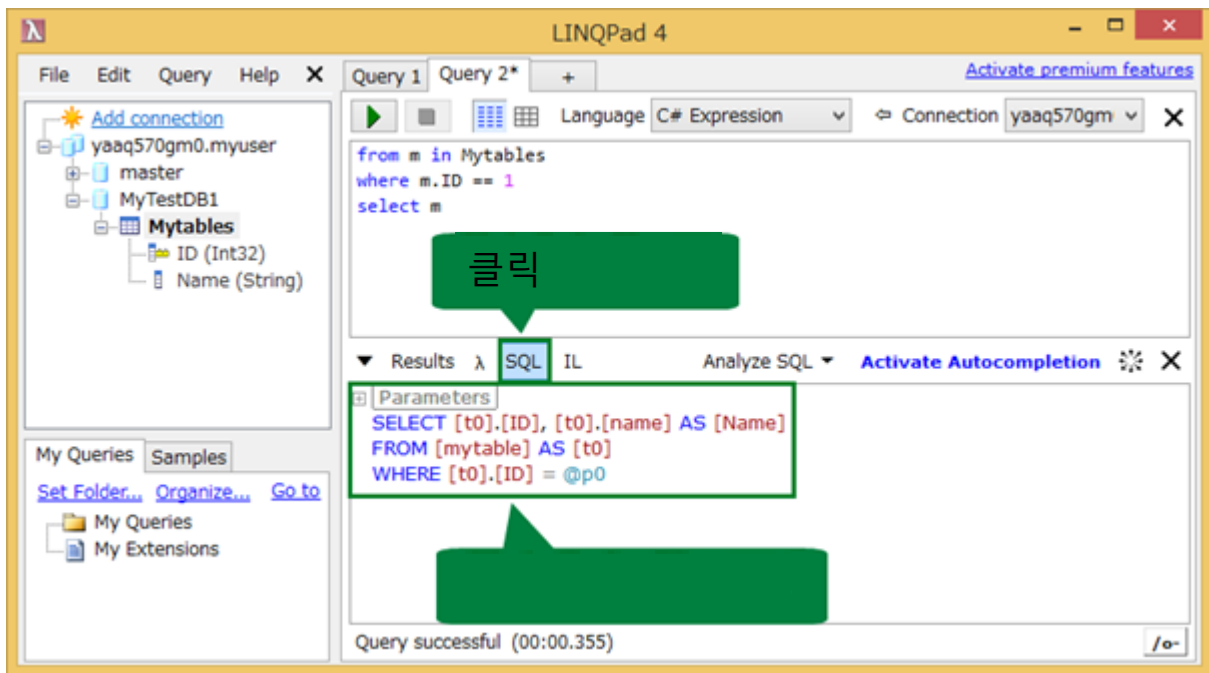 LINQPad 4
File Edit Query Help
Query 1 Query 2* +
Activate premium features
Add connection
yaaq570gm0.myuser
master
MyTestDB1
Mytables
ID (Int32)
Name (String)
Language C# Expression
Connection yaaq570gm
from m in Mytables
where m.ID == 1
select m
클릭
Results λ SQL IL Analyze SQL Activate Autocompletion
Parameters
SELECT [t0].[ID], [t0].[name] AS [Name]
FROM [mytable] AS [t0]
WHERE [t0].[ID] = @p0
My Queries Samples
Set Folder... Organize... Go to
My Queries
My Extensions
Query successful (00:00.355)
/o-